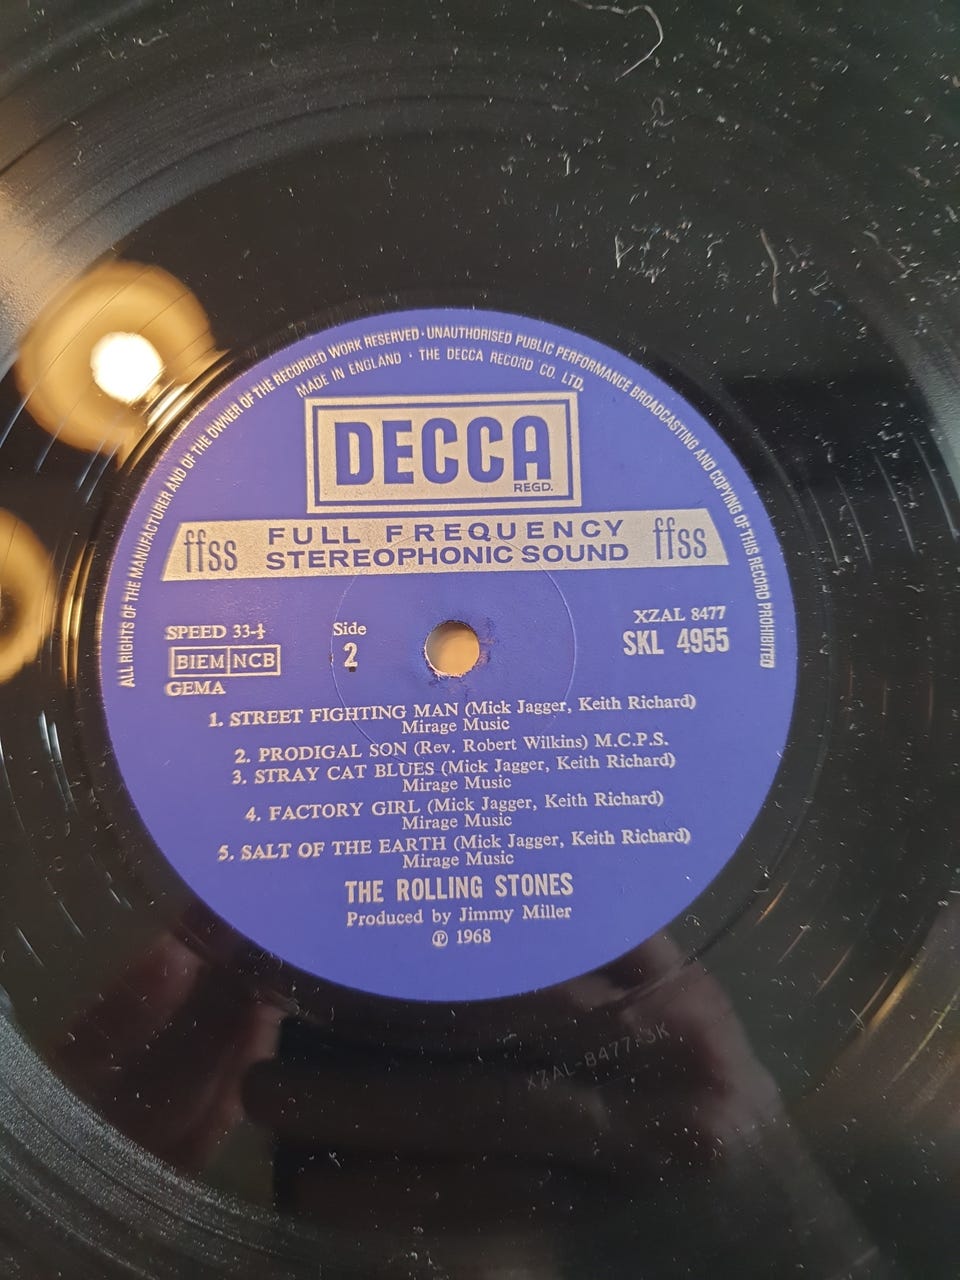 ALL RIGHTS OF THE MANUFACTURER AND OF THE OWNER OF THE RECORDED WORK RESERVED · UNAUTHORISED PUBLIC PERFORMANCE BROADCASTING AND COPYING OF THIS RECORD PROHIBITED
MADE IN ENGLAND · THE DECCA RECORD CO. LTD.
DECCA
REGD.
ffss FULL FREQUENCY ffss
STEREOPHONIC SOUND
SPEED 33-⅓ Side XZAL 8477
BIEM NCB 2 SKL 4955
GEMA
1. STREET FIGHTING MAN (Mick Jagger, Keith Richard)
Mirage Music
2. PRODIGAL SON (Rev. Robert Wilkins) M.C.P.S.
3. STRAY CAT BLUES (Mick Jagger, Keith Richard)
Mirage Music
4. FACTORY GIRL (Mick Jagger, Keith Richard)
Mirage Music
5. SALT OF THE EARTH (Mick Jagger, Keith Richard)
Mirage Music
THE ROLLING STONES
Produced by Jimmy Miller
℗ 1968
XZAL-8477-3K